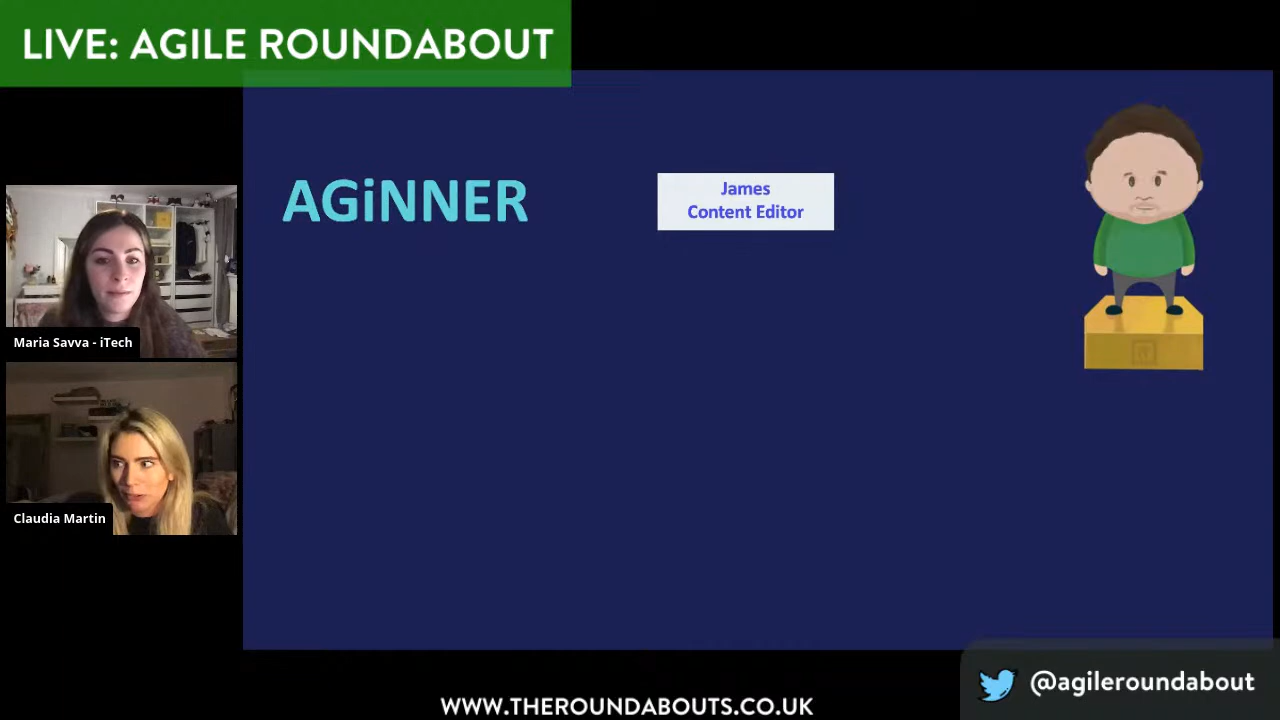 LIVE: AGILE ROUNDABOUT
AGiNNER
James
Content Editor
Maria Savva - iTech
Claudia Martin
@agileroundabout
WWW.THEROUNDABOUTS.CO.UK